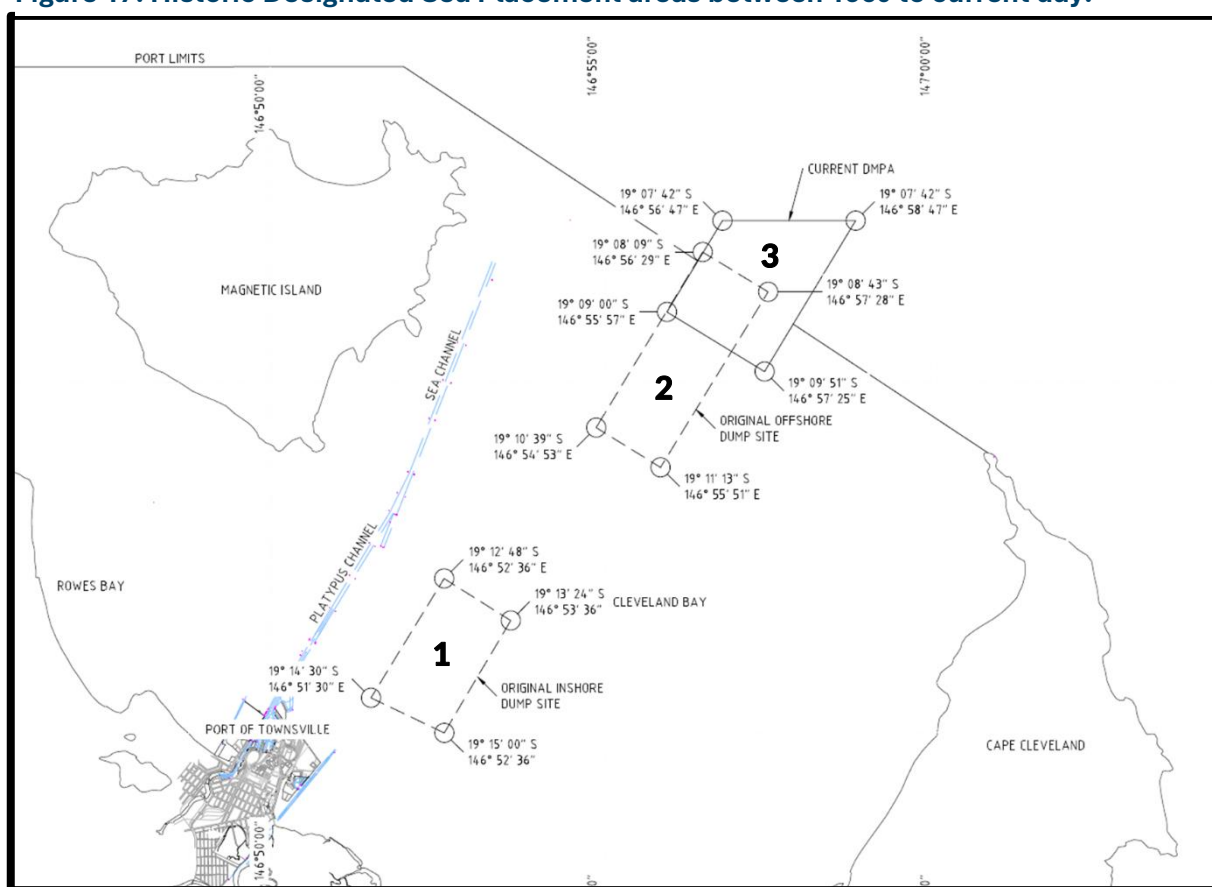 Historic Designated Sea Placement areas between to current day.
PORT LIMITS
146°50'00"
146°55'00"
147°00'00"
CURRENT DMPA
19° 07' 42" S
146° 56' 47" E
19° 07' 42" S
146° 58' 47" E
19° 08' 09" S
146° 56' 29" E
3
MAGNETIC ISLAND
19° 08' 43" S
146° 57' 28" E
19° 09' 00" S
146° 55' 57" E
SEA CHANNEL
2
19° 09' 51" S
146° 57' 25" E
ORIGINAL OFFSHORE
DUMP SITE
19° 10' 39" S
146° 54' 53" E
19° 11' 13" S
146° 55' 51" E
PLATYPUS CHANNEL
19° 12' 48" S
146° 52' 36" E
ROWES BAY
19° 13' 24" S
146° 53' 36"
CLEVELAND BAY
1
19° 14' 30" S
146° 51' 30" E
ORIGINAL INSHORE
DUMP SITE
PORT OF TOWNSVILLE
19° 15' 00" S
146° 52' 36"
CAPE CLEVELAND
146°50'00"